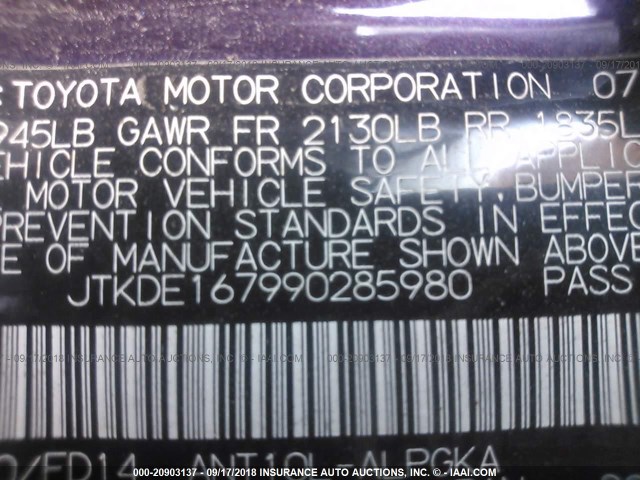 TOYOTA MOTOR CORPORATION 07
945LB GAWR FR 2130LB RR 1835L
VEHICLE CONFORMS TO ALL APPLIC
MOTOR VEHICLE SAFETY, BUMPER
PREVENTION STANDARDS IN EFFEC
E OF MANUFACTURE SHOWN ABOVE
JTKDE167990285980 PASS
000-20903137 - 09/17/2018 - INSURANCE AUTO AUCTIONS - © IAAI.COM